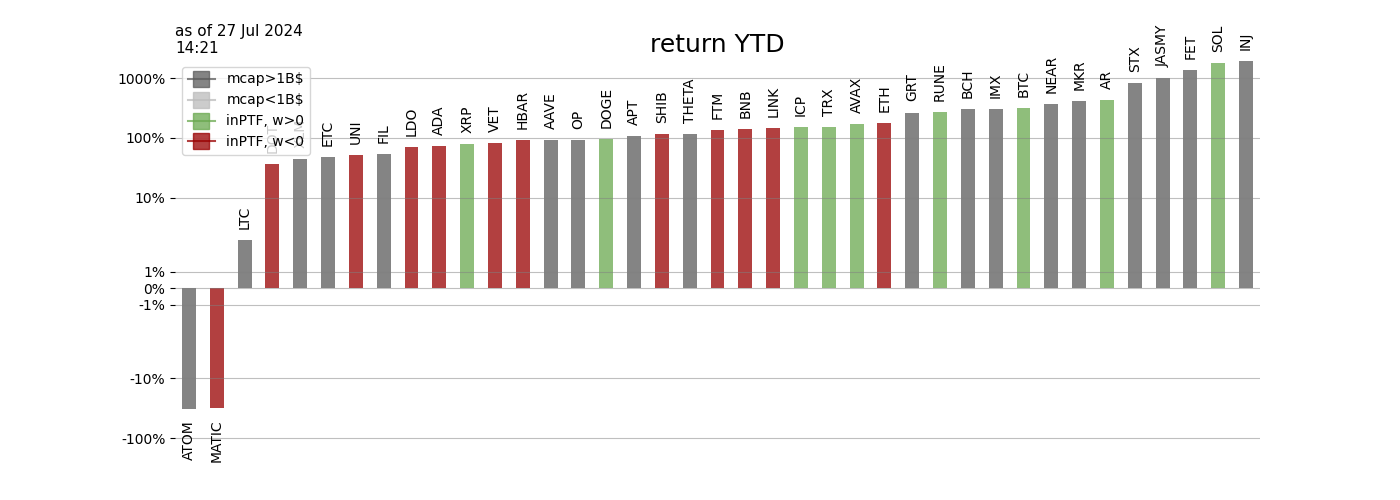 as of 27 Jul 2024
14:21
return YTD
mcap>1B$
mcap<1B$
inPTF, w>0
inPTF, w<0
1000%
100%
10%
1%
0%
-1%
-10%
-100%
ATOM
MATIC
LTC
DOT
ETC
UNI
FIL
LDO
ADA
XRP
VET
HBAR
AAVE
OP
DOGE
APT
SHIB
THETA
FTM
BNB
LINK
ICP
TRX
AVAX
ETH
GRT
RUNE
BCH
IMX
BTC
NEAR
MKR
AR
STX
JASMY
FET
SOL
INJ